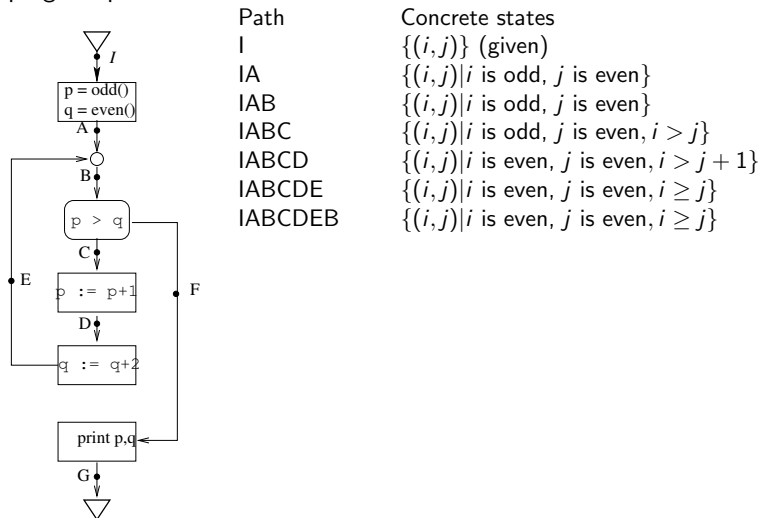 Path Concrete states
I {(i,j)} (given)
IA {(i,j)|i is odd, j is even}
IAB {(i,j)|i is odd, j is even}
IABC {(i,j)|i is odd, j is even, i > j}
IABCD {(i,j)|i is even, j is even, i > j + 1}
IABCDE {(i,j)|i is even, j is even, i ≥ j}
IABCDEB {(i,j)|i is even, j is even, i ≥ j}
I
p = odd()
q = even()
A
B
p > q
C
E
F
p := p+1
D
q := q+2
print p,q
G